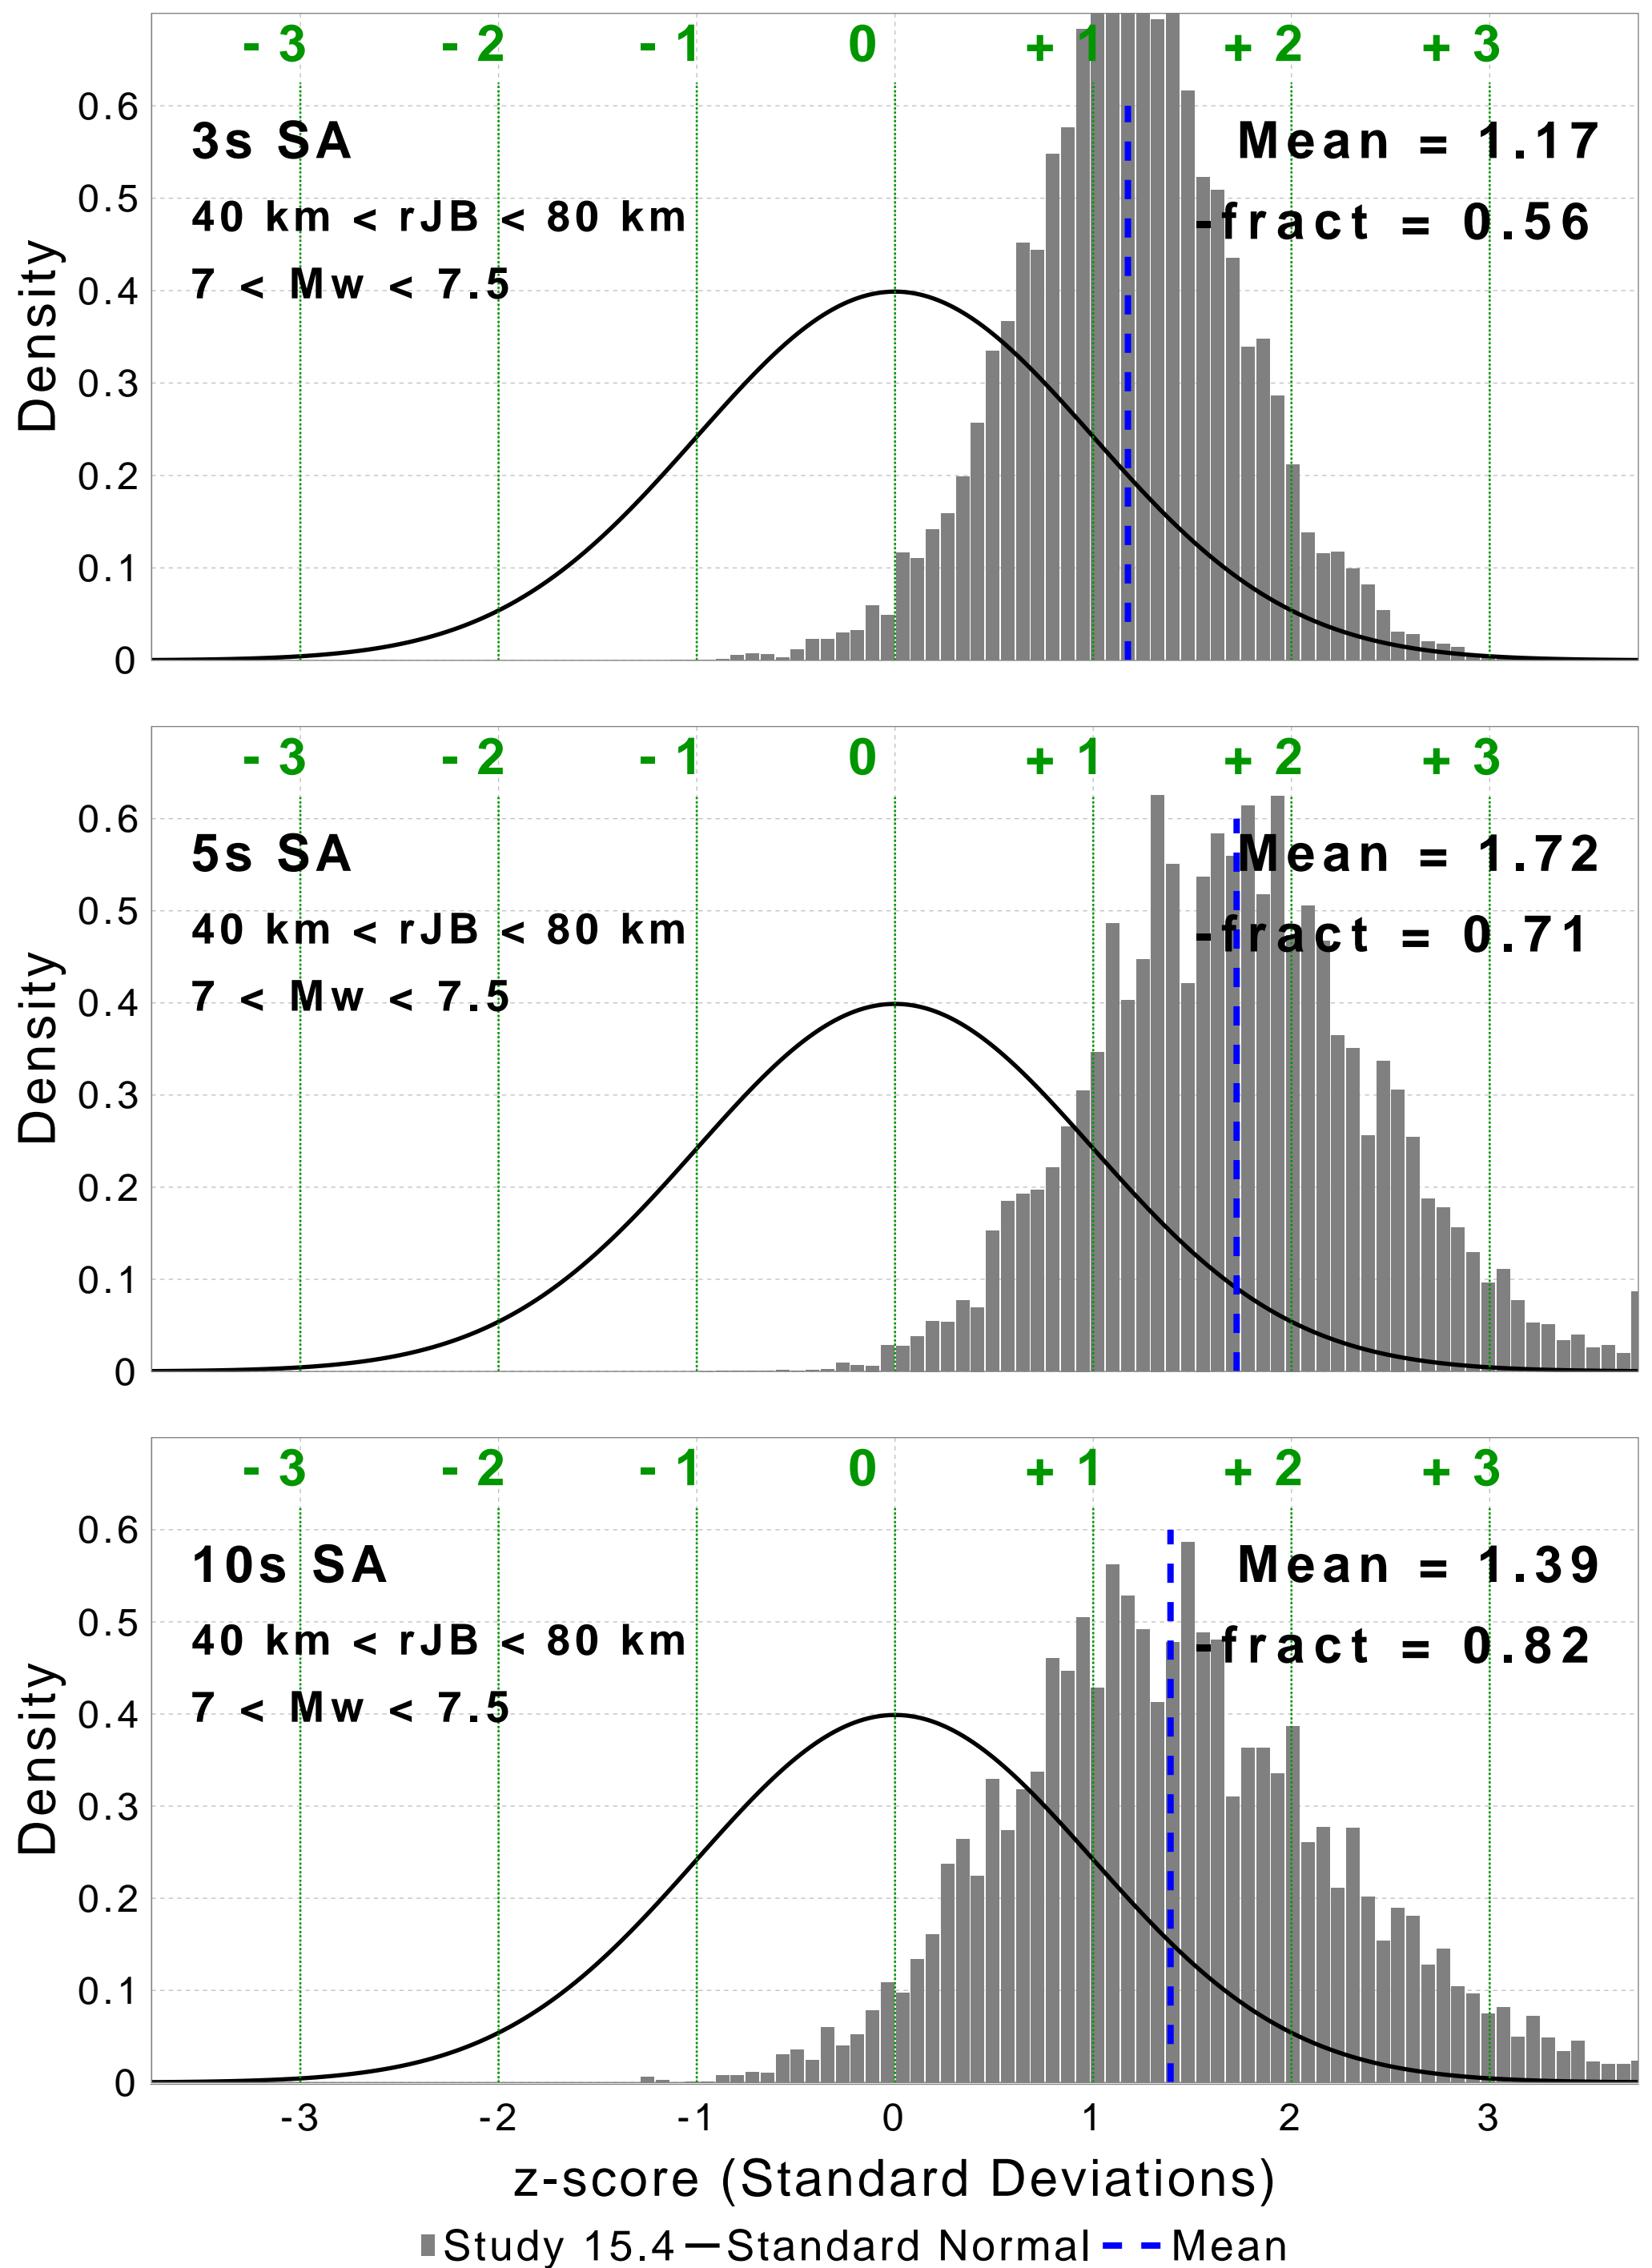 - 3 - 2 - 1 0 + 1 + 2 + 3
0.6
3s SA Mean = 1.17
0.5
40 km < rJB < 80 km -fract = 0.56
7 < Mw < 7.5
0.4
0.3
0.2
0.1
0
Density
- 3 - 2 - 1 0 + 1 + 2 + 3
0.6
5s SA Mean = 1.72
0.5
40 km < rJB < 80 km -fract = 0.71
7 < Mw < 7.5
0.4
0.3
0.2
0.1
0
Density
- 3 - 2 - 1 0 + 1 + 2 + 3
0.6
10s SA Mean = 1.39
0.5
40 km < rJB < 80 km -fract = 0.82
7 < Mw < 7.5
0.4
0.3
0.2
0.1
0
Density
-3 -2 -1 0 1 2 3
z-score (Standard Deviations)
Study 15.4 Standard Normal Mean